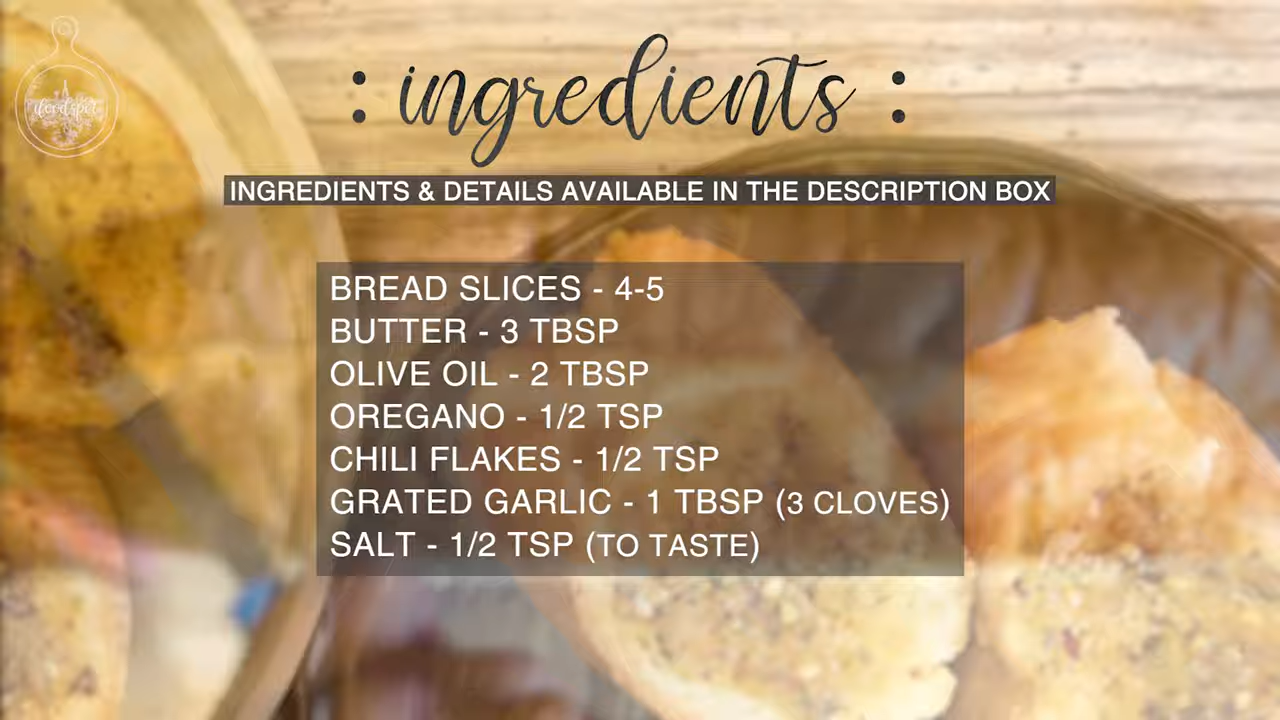 : ingredients :
INGREDIENTS & DETAILS AVAILABLE IN THE DESCRIPTION BOX
BREAD SLICES - 4-5
BUTTER - 3 TBSP
OLIVE OIL - 2 TBSP
OREGANO - 1/2 TSP
CHILI FLAKES - 1/2 TSP
GRATED GARLIC - 1 TBSP (3 CLOVES)
SALT - 1/2 TSP (TO TASTE)